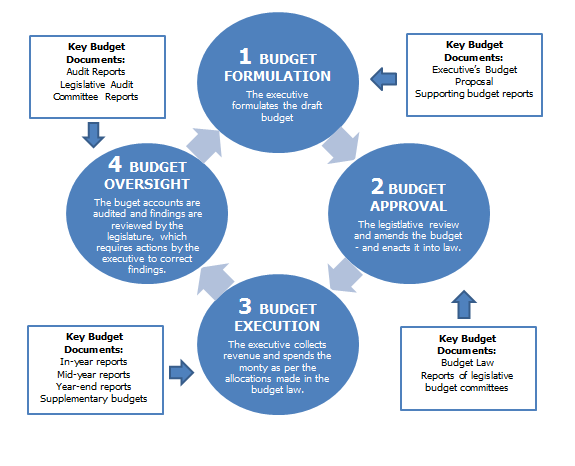 Key Budget
Documents:
Audit Reports
Legislative Audit
Committee Reports
1 BUDGET
FORMULATION
The executive
formulates the draft
budget
Key Budget
Documents:
Executive's Budget
Proposal
Supporting budget reports
2 BUDGET
APPROVAL
The legistlative review
and amends the budget
- and enacts it into law.
Key Budget
Documents:
Budget Law
Reports of legislative
budget committees
3 BUDGET
EXECUTION
The executive collects
revenue and spends the
monty as per the
allocations made in the
budget law.
Key Budget
Documents:
In-year reports
Mid-year reports
Year-end reports
Supplementary budgets
4 BUDGET
OVERSIGHT
The buget accounts are
audited and findings are
reviewed by the
legislature, which
requires actions by the
executive to correct
findings.